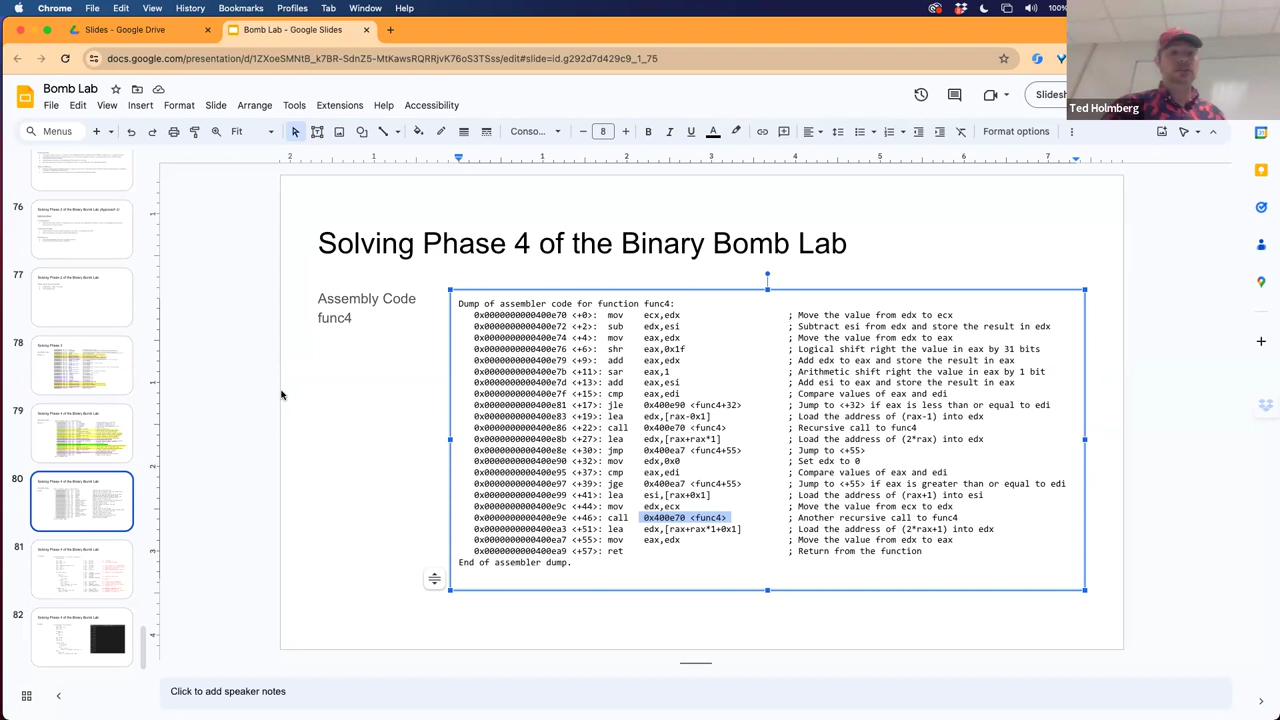 Chrome File Edit View History Bookmarks Profiles Tab Window Help 100%
Slides - Google Drive Bomb Lab - Google Slides
docs.google.com/presentation/d/1ZXoeSMNtB_k7BR-SdnZ5-MtKawsRQRRjvK76oS3TSss/edit#slide=id.g292d7d429c9_1_75
Bomb Lab
File Edit View Insert Format Slide Arrange Tools Extensions Help Accessibility
Slidesh
Ted Holmberg
Menus Fit Conso... 8 B I U A Format options
2 1 1 2 3 4 5 6 7
76
77
78
79
80
81
82
Solving Phase 4 of the Binary Bomb Lab
Assembly Code
func4
Dump of assembler code for function func4:
0x0000000000400e70 <+0>: mov ecx,edx ; Move the value from edx to ecx
0x0000000000400e72 <+2>: sub edx,esi ; Subtract esi from edx and store the result in edx
0x0000000000400e74 <+4>: mov eax,edx ; Move the value from edx to eax
0x0000000000400e76 <+6>: shr eax,0x1f ; Logical shift right the value in eax by 31 bits
0x0000000000400e79 <+9>: add eax,edx ; Add edx to eax and store the result in eax
0x0000000000400e7b <+11>: sar eax,1 ; Arithmetic shift right the value in eax by 1 bit
0x0000000000400e7d <+13>: add eax,esi ; Add esi to eax and store the result in eax
0x0000000000400e7f <+15>: cmp eax,edi ; Compare values of eax and edi
0x0000000000400e81 <+17>: jle 0x400e90 <func4+32> ; Jump to <+32> if eax is less than or equal to edi
0x0000000000400e83 <+19>: lea edx,[rax-0x1] ; Load the address of (rax-1) into edx
0x0000000000400e86 <+22>: call 0x400e70 <func4> ; Recursive call to func4
0x0000000000400e8b <+27>: lea edx,[rax+rax*1] ; Load the address of (2*rax) into edx
0x0000000000400e8e <+30>: jmp 0x400ea7 <func4+55> ; Jump to <+55>
0x0000000000400e90 <+32>: mov edx,0x0 ; Set edx to 0
0x0000000000400e95 <+37>: cmp eax,edi ; Compare values of eax and edi
0x0000000000400e97 <+39>: jge 0x400ea7 <func4+55> ; Jump to <+55> if eax is greater than or equal to edi
0x0000000000400e99 <+41>: lea esi,[rax+0x1] ; Load the address of (rax+1) into esi
0x0000000000400e9c <+44>: mov edx,ecx ; Move the value from ecx to edx
0x0000000000400e9e <+46>: call 0x400e70 <func4> ; Another recursive call to func4
0x0000000000400ea3 <+51>: lea edx,[rax+rax*1+0x1] ; Load the address of (2*rax+1) into edx
0x0000000000400ea7 <+55>: mov eax,edx ; Move the value from edx to eax
0x0000000000400ea9 <+57>: ret ; Return from the function
End of assembler dump.
Click to add speaker notes